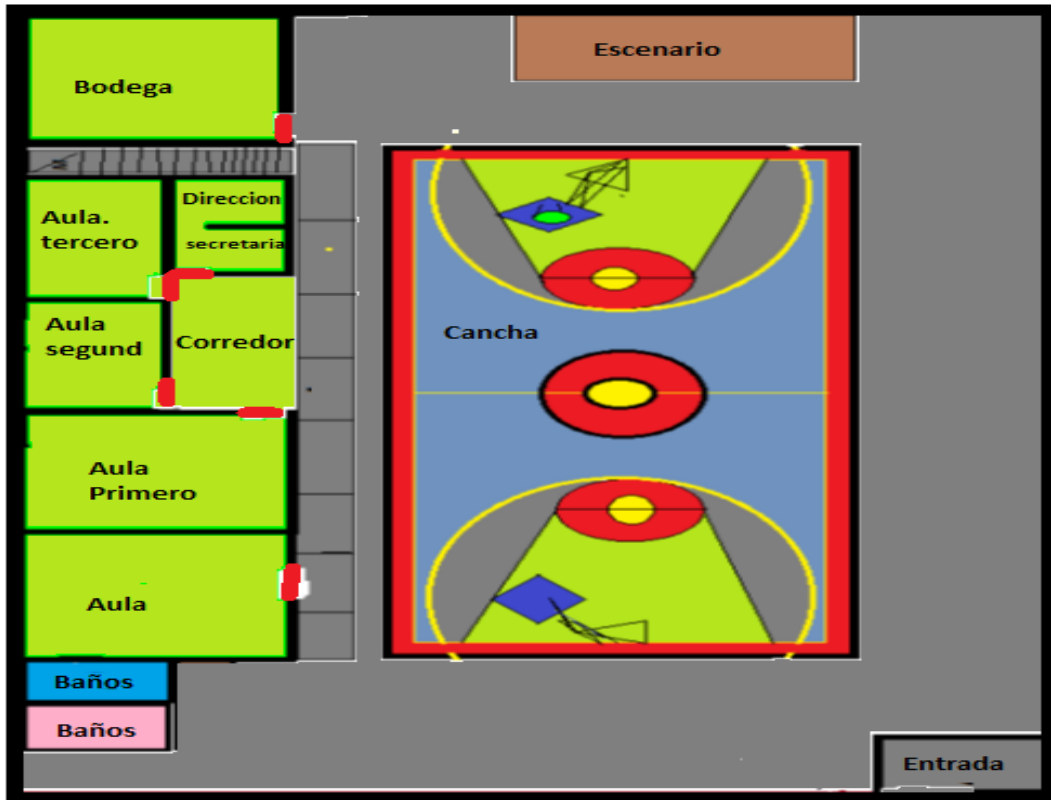 Escenario
Bodega
Direccion
Aula.
tercero
secretaria
Aula
segund
Corredor
Cancha
Aula
Primero
Aula
Baños
Baños
Entrada